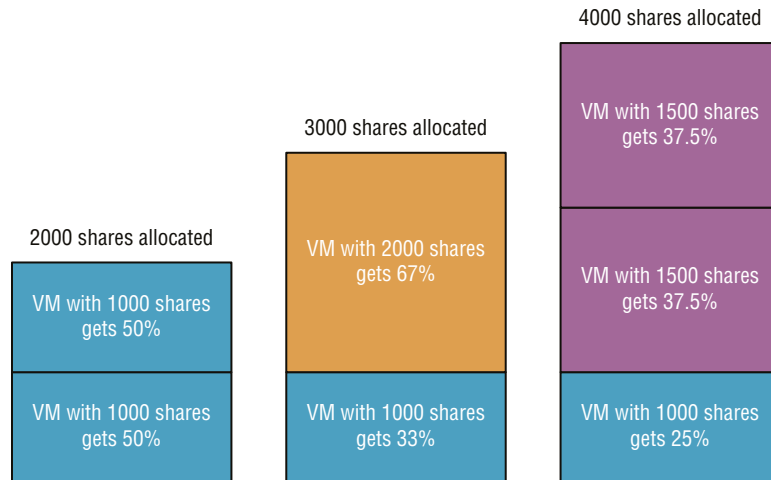 2000 shares allocated
VM with 1000 shares
gets 50%
VM with 1000 shares
gets 50%
3000 shares allocated
VM with 2000 shares
gets 67%
VM with 1000 shares
gets 33%
4000 shares allocated
VM with 1500 shares
gets 37.5%
VM with 1500 shares
gets 37.5%
VM with 1000 shares
gets 25%